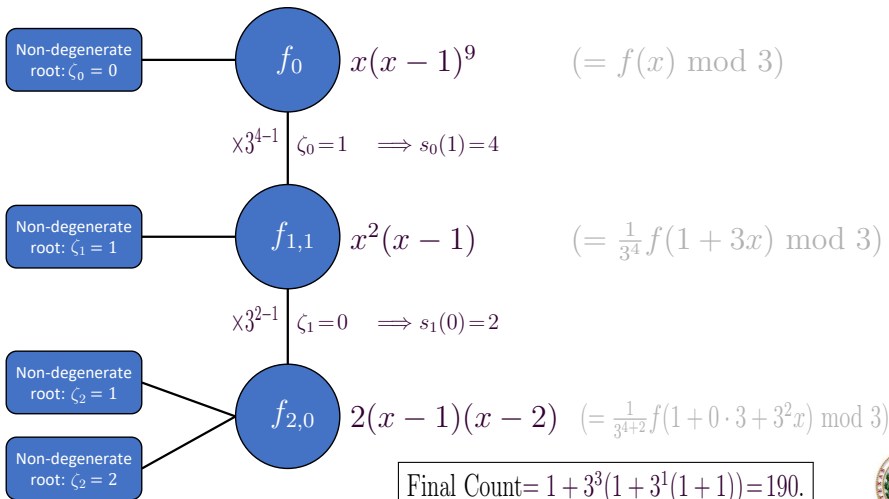 Non-degenerate
root: ζ₀ = 0
f₀
x(x − 1)⁹
(= f(x) mod 3)
×3⁴⁻¹
ζ₀=1 ⟹ s₀(1)=4
Non-degenerate
root: ζ₁ = 1
f₁,₁
x²(x − 1)
(= 1/3⁴ f(1 + 3x) mod 3)
×3²⁻¹
ζ₁=0 ⟹ s₁(0)=2
Non-degenerate
root: ζ₂ = 1
f₂,₀
2(x − 1)(x − 2)
(= 1/3⁴⁺² f(1 + 0 · 3 + 3²x) mod 3)
Non-degenerate
root: ζ₂ = 2
Final Count= 1 + 3³(1 + 3¹(1 + 1))=190.